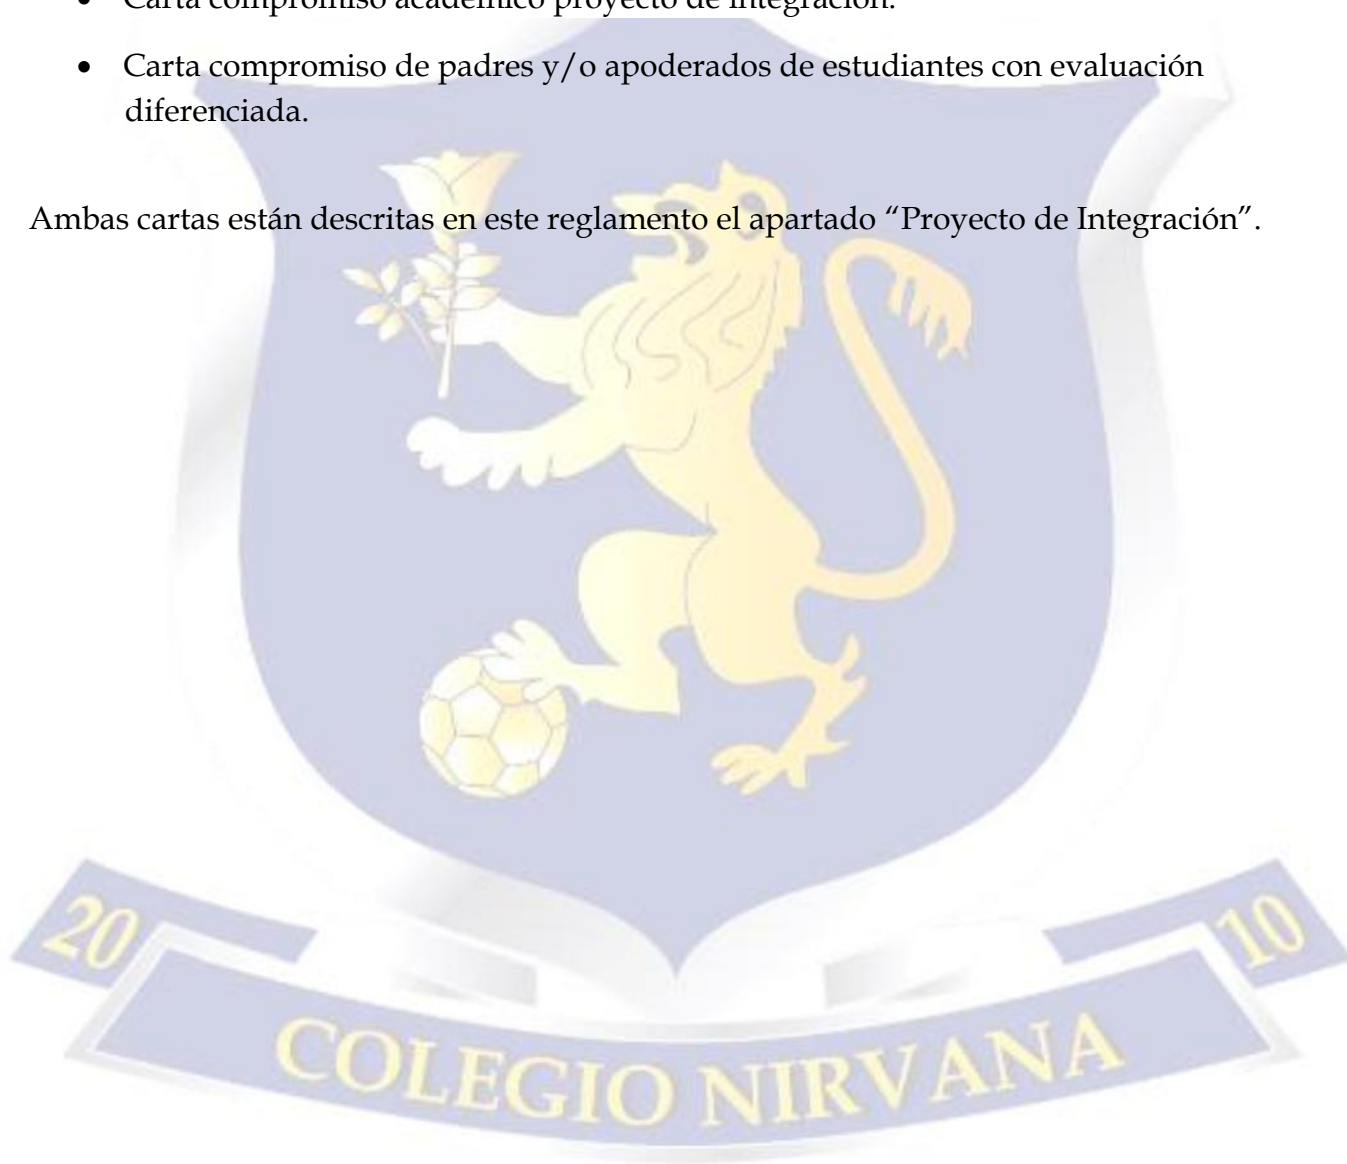 • Carta compromiso académico proyecto de integración.
• Carta compromiso de padres y/o apoderados de estudiantes con evaluación
diferenciada.
Ambas cartas están descritas en este reglamento el apartado “Proyecto de Integración”.
20
10
COLEGIO NIRVANA